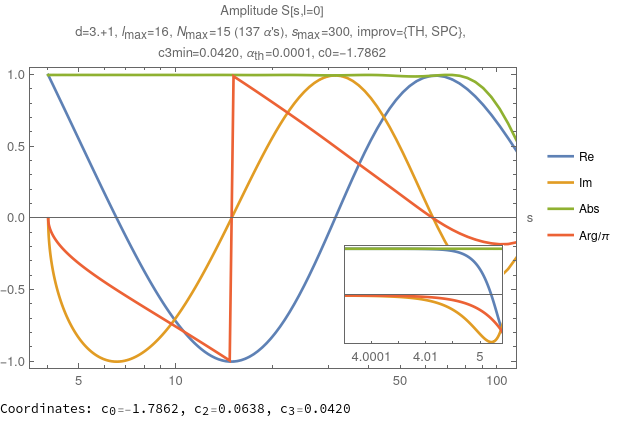 Amplitude S[s,l=0]
d=3.+1, lmax=16, Nmax=15 (137 α's), smax=300, improv={TH, SPC},
c3min=0.0420, αth=0.0001, c0=-1.7862
1.0
0.5
0.0
-0.5
-1.0
5
10
50
100
s
4.0001
4.01
5
Re
Im
Abs
Arg/π
Coordinates: c0=-1.7862, c2=0.0638, c3=0.0420